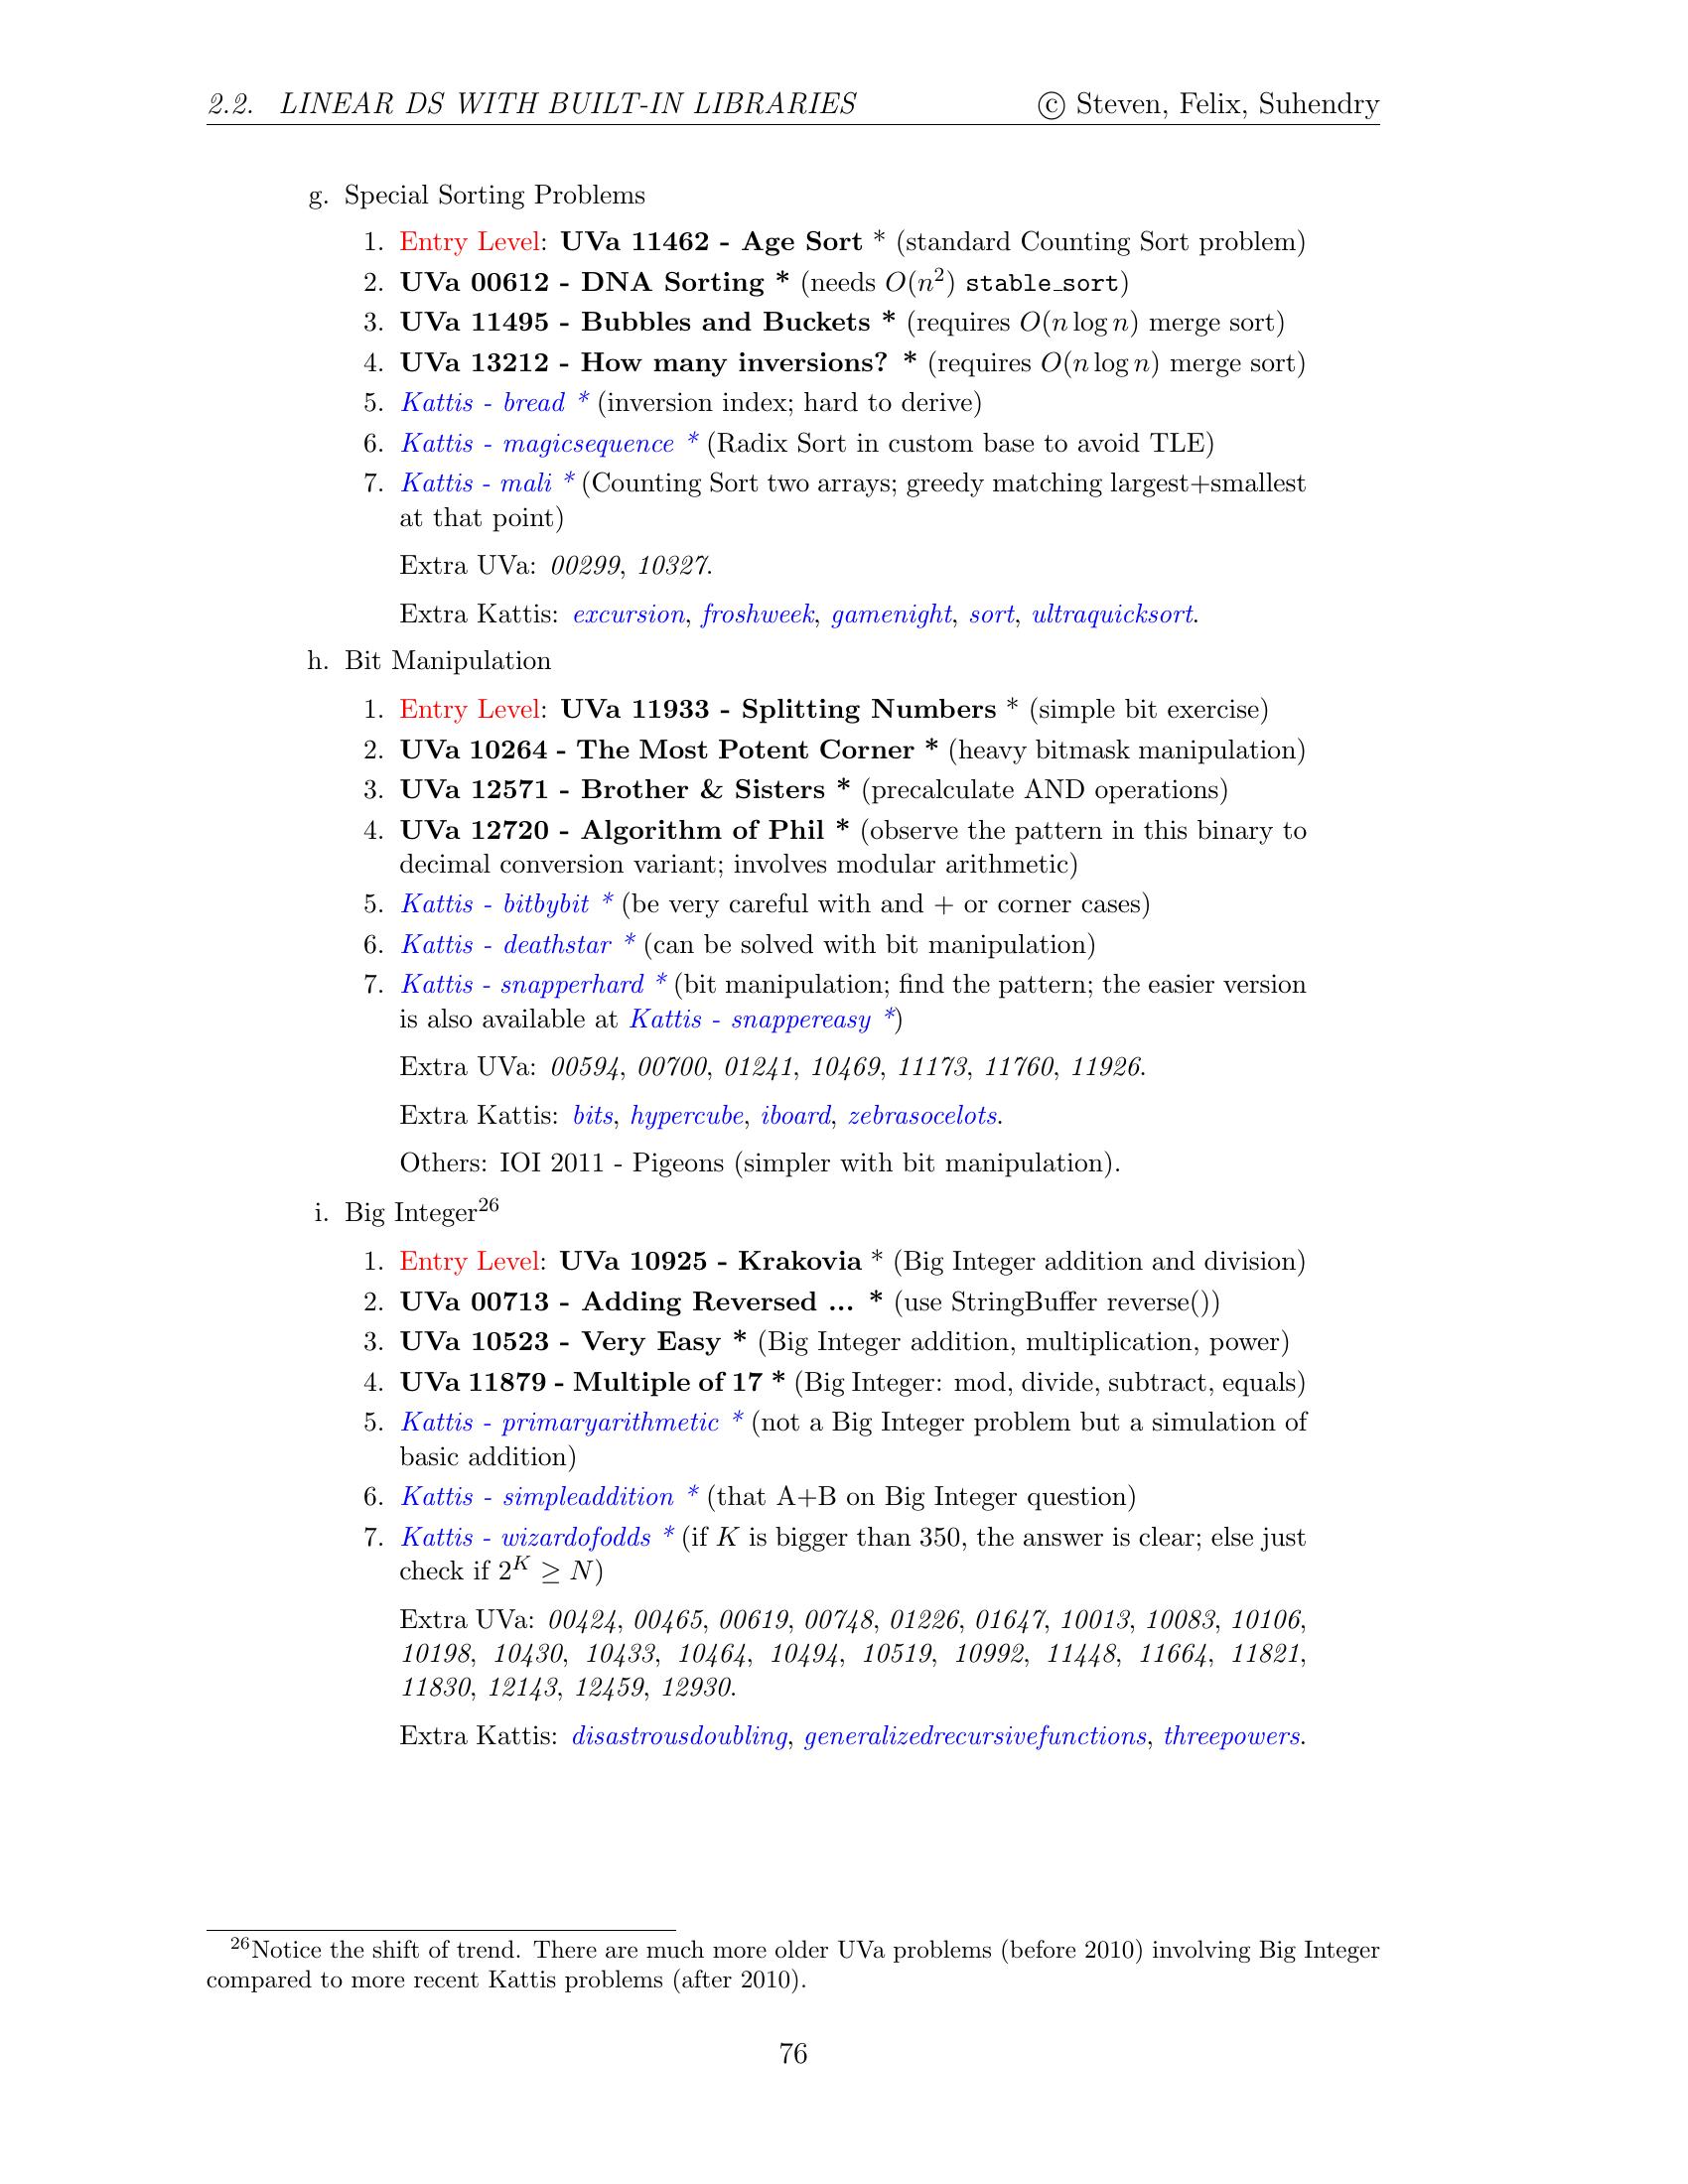 2.2. LINEAR DS WITH BUILT-IN LIBRARIES © Steven, Felix, Suhendry
g. Special Sorting Problems
1. Entry Level: UVa 11462 - Age Sort * (standard Counting Sort problem)
2. UVa 00612 - DNA Sorting * (needs O(n²) stable_sort)
3. UVa 11495 - Bubbles and Buckets * (requires O(n log n) merge sort)
4. UVa 13212 - How many inversions? * (requires O(n log n) merge sort)
5. Kattis - bread * (inversion index; hard to derive)
6. Kattis - magicsequence * (Radix Sort in custom base to avoid TLE)
7. Kattis - mali * (Counting Sort two arrays; greedy matching largest+smallest
at that point)
Extra UVa: 00299, 10327.
Extra Kattis: excursion, froshweek, gamenight, sort, ultraquicksort.
h. Bit Manipulation
1. Entry Level: UVa 11933 - Splitting Numbers * (simple bit exercise)
2. UVa 10264 - The Most Potent Corner * (heavy bitmask manipulation)
3. UVa 12571 - Brother & Sisters * (precalculate AND operations)
4. UVa 12720 - Algorithm of Phil * (observe the pattern in this binary to
decimal conversion variant; involves modular arithmetic)
5. Kattis - bitbybit * (be very careful with and + or corner cases)
6. Kattis - deathstar * (can be solved with bit manipulation)
7. Kattis - snapperhard * (bit manipulation; find the pattern; the easier version
is also available at Kattis - snappereasy *)
Extra UVa: 00594, 00700, 01241, 10469, 11173, 11760, 11926.
Extra Kattis: bits, hypercube, iboard, zebrasocelots.
Others: IOI 2011 - Pigeons (simpler with bit manipulation).
i. Big Integer²⁶
1. Entry Level: UVa 10925 - Krakovia * (Big Integer addition and division)
2. UVa 00713 - Adding Reversed ... * (use StringBuffer reverse())
3. UVa 10523 - Very Easy * (Big Integer addition, multiplication, power)
4. UVa 11879 - Multiple of 17 * (Big Integer: mod, divide, subtract, equals)
5. Kattis - primaryarithmetic * (not a Big Integer problem but a simulation of
basic addition)
6. Kattis - simpleaddition * (that A+B on Big Integer question)
7. Kattis - wizardofodds * (if K is bigger than 350, the answer is clear; else just
check if 2ᴷ ≥ N)
Extra UVa: 00424, 00465, 00619, 00748, 01226, 01647, 10013, 10083, 10106,
10198, 10430, 10433, 10464, 10494, 10519, 10992, 11448, 11664, 11821,
11830, 12143, 12459, 12930.
Extra Kattis: disastrousdoubling, generalizedrecursivefunctions, threepowers.
²⁶Notice the shift of trend. There are much more older UVa problems (before 2010) involving Big Integer
compared to more recent Kattis problems (after 2010).
76